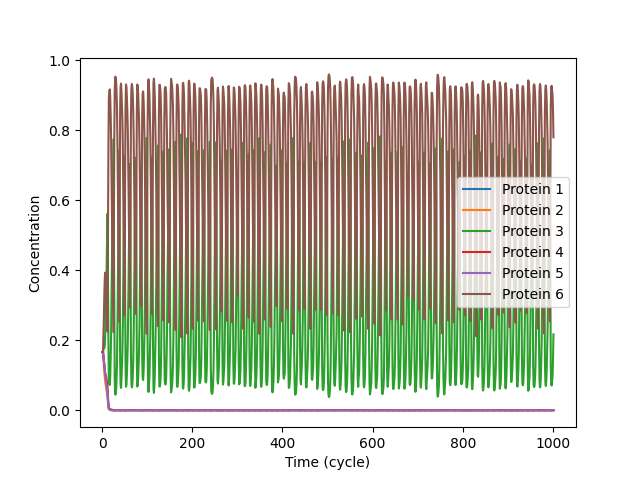 1.0
0.8
0.6
0.4
0.2
0.0
Concentration
0
200
400
600
800
1000
Time (cycle)
Protein 1
Protein 2
Protein 3
Protein 4
Protein 5
Protein 6